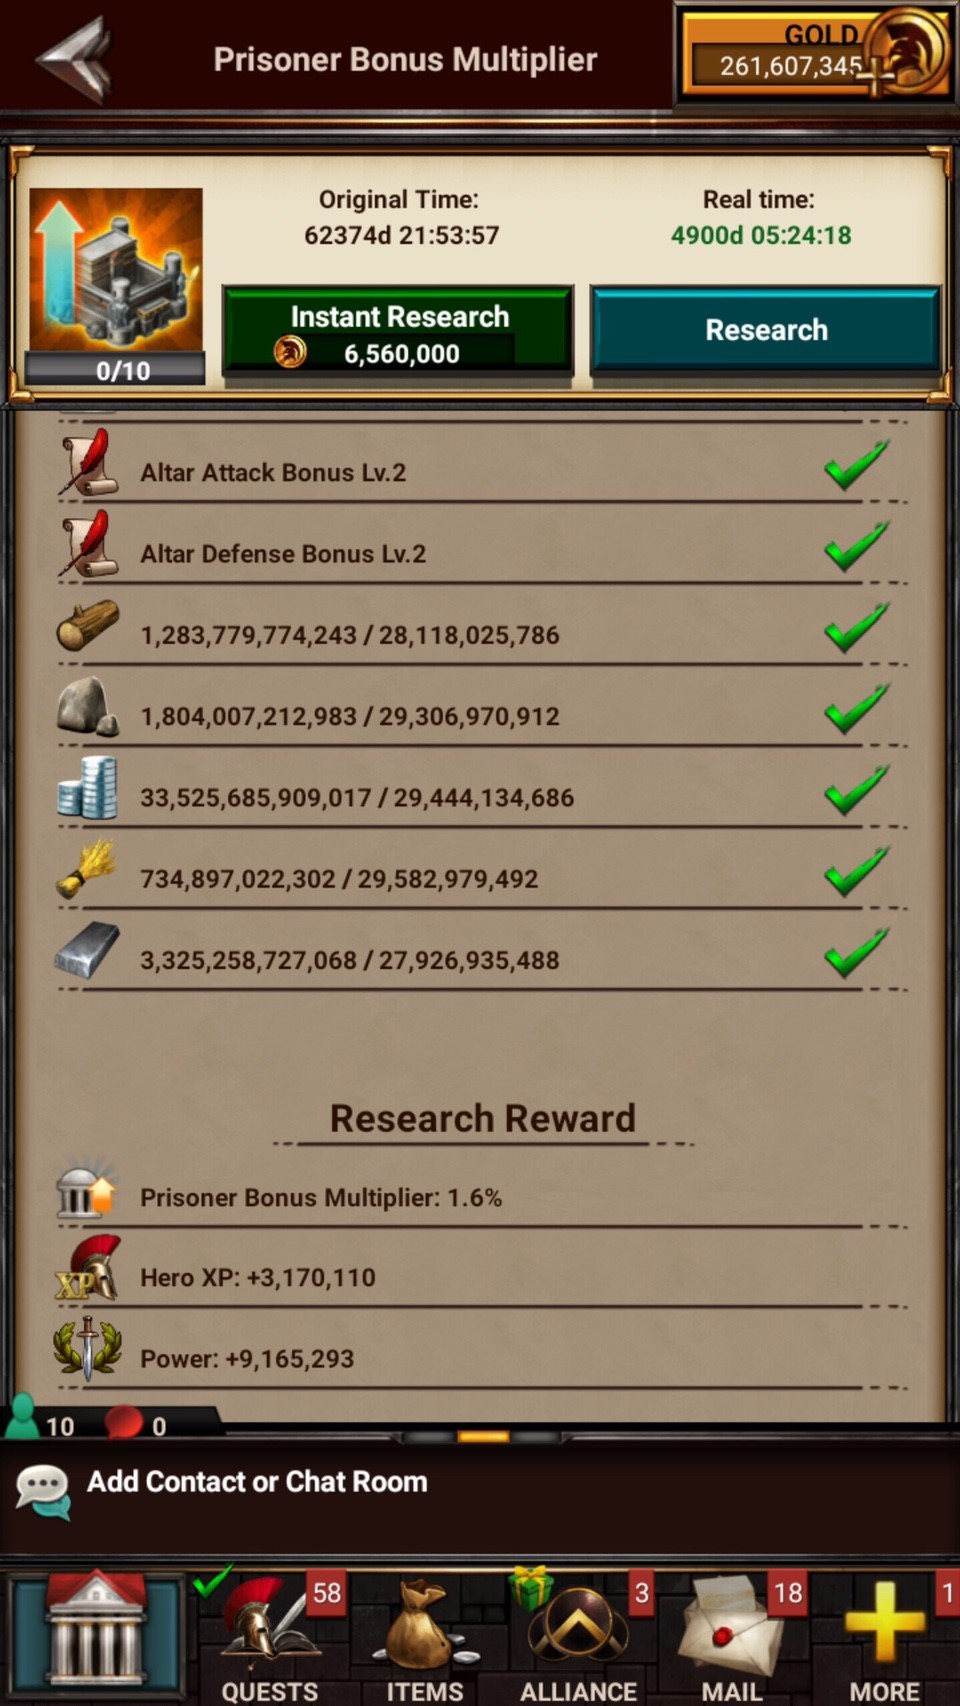 Prisoner Bonus Multiplier
GOLD
261,607,345
Original Time:
62374d 21:53:57
Real time:
4900d 05:24:18
Instant Research
6,560,000
Research
0/10
Altar Attack Bonus Lv.2
Altar Defense Bonus Lv.2
1,283,779,774,243 / 28,118,025,786
1,804,007,212,983 / 29,306,970,912
33,525,685,909,017 / 29,444,134,686
734,897,022,302 / 29,582,979,492
3,325,258,727,068 / 27,926,935,488
Research Reward
Prisoner Bonus Multiplier: 1.6%
XP
Hero XP: +3,170,110
Power: +9,165,293
10
0
Add Contact or Chat Room
58
3
18
1
QUESTS
ITEMS
ALLIANCE
MAIL
MORE